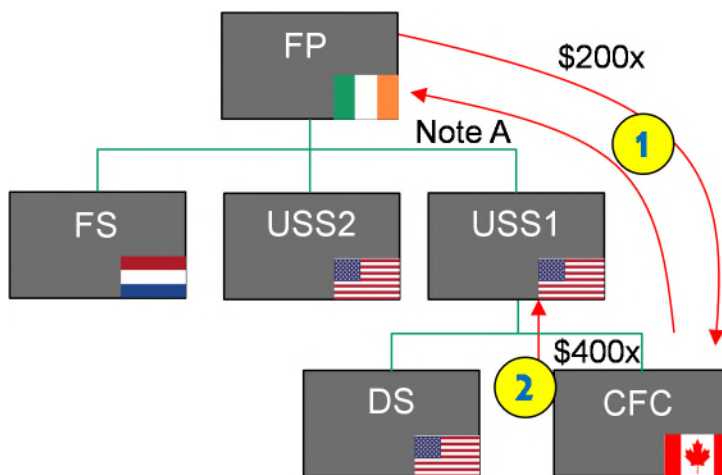 FP
$200x
Note A
1
FS
USS2
USS1
$400x
2
DS
CFC